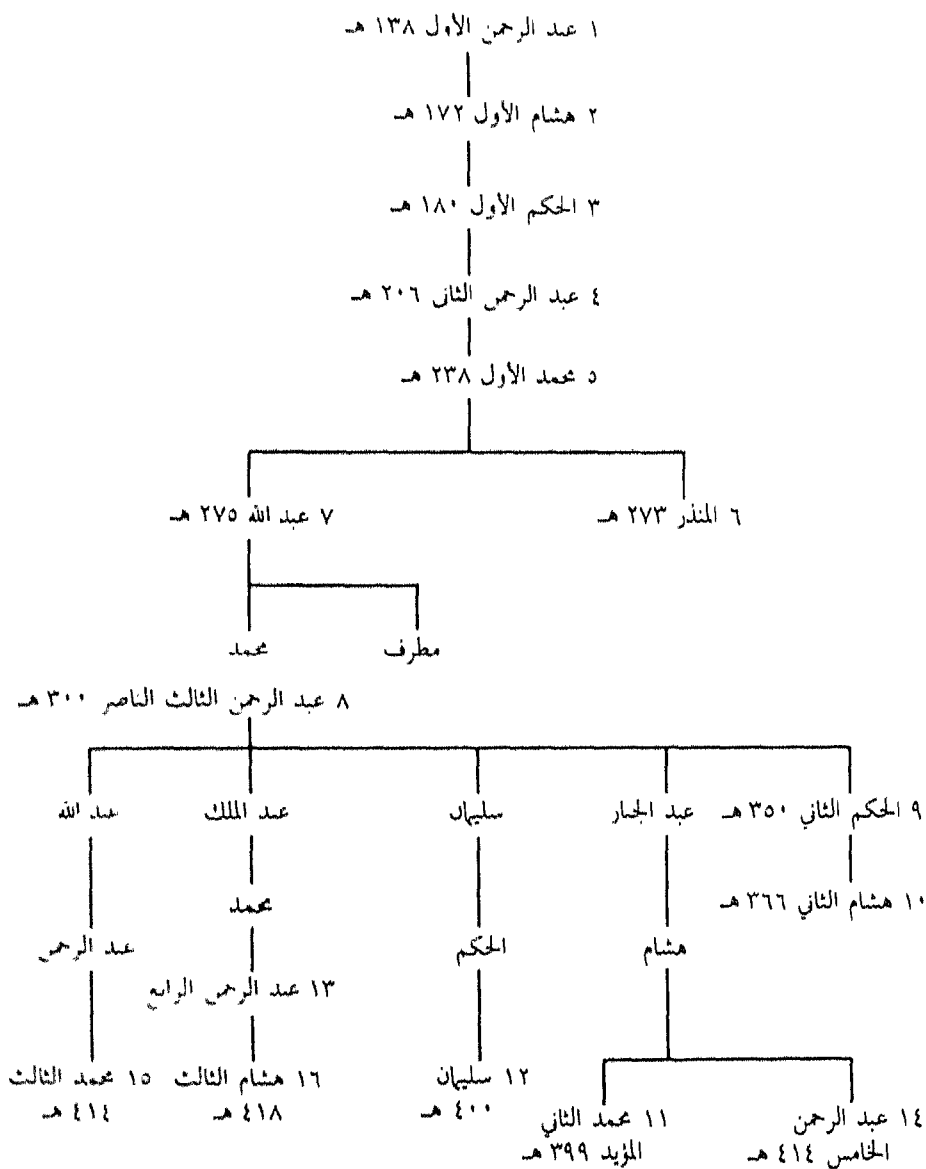 ١ عبد الرحمن الأول ١٣٨ هـ
٢ هشام الأول ١٧٢ هـ
٣ الحكم الأول ١٨٠ هـ
٤ عبد الرحمن الثانى ٢٠٦ هـ
٥ محمد الأول ٢٣٨ هـ
٦ المنذر ٢٧٣ هـ
٧ عبد الله ٢٧٥ هـ
مطرف
محمد
٨ عبد الرحمن الثالث الناصر ٣٠٠ هـ
٩ الحكم الثاني ٣٥٠ هـ
عبد الجبار
سليمان
عبد الملك
عبد الله
١٠ هشام الثاني ٣٦٦ هـ
محمد
هشام
الحكم
عبد الرحمن
١٣ عبد الرحمن الرابع
١٤ عبد الرحمن
الخامس ٤١٤ هـ
١١ محمد الثاني
المؤيد ٣٩٩ هـ
١٢ سليمان
٤٠٠ هـ
١٦ هشام الثالث
٤١٨ هـ
١٥ محمد الثالث
٤١٤ هـ